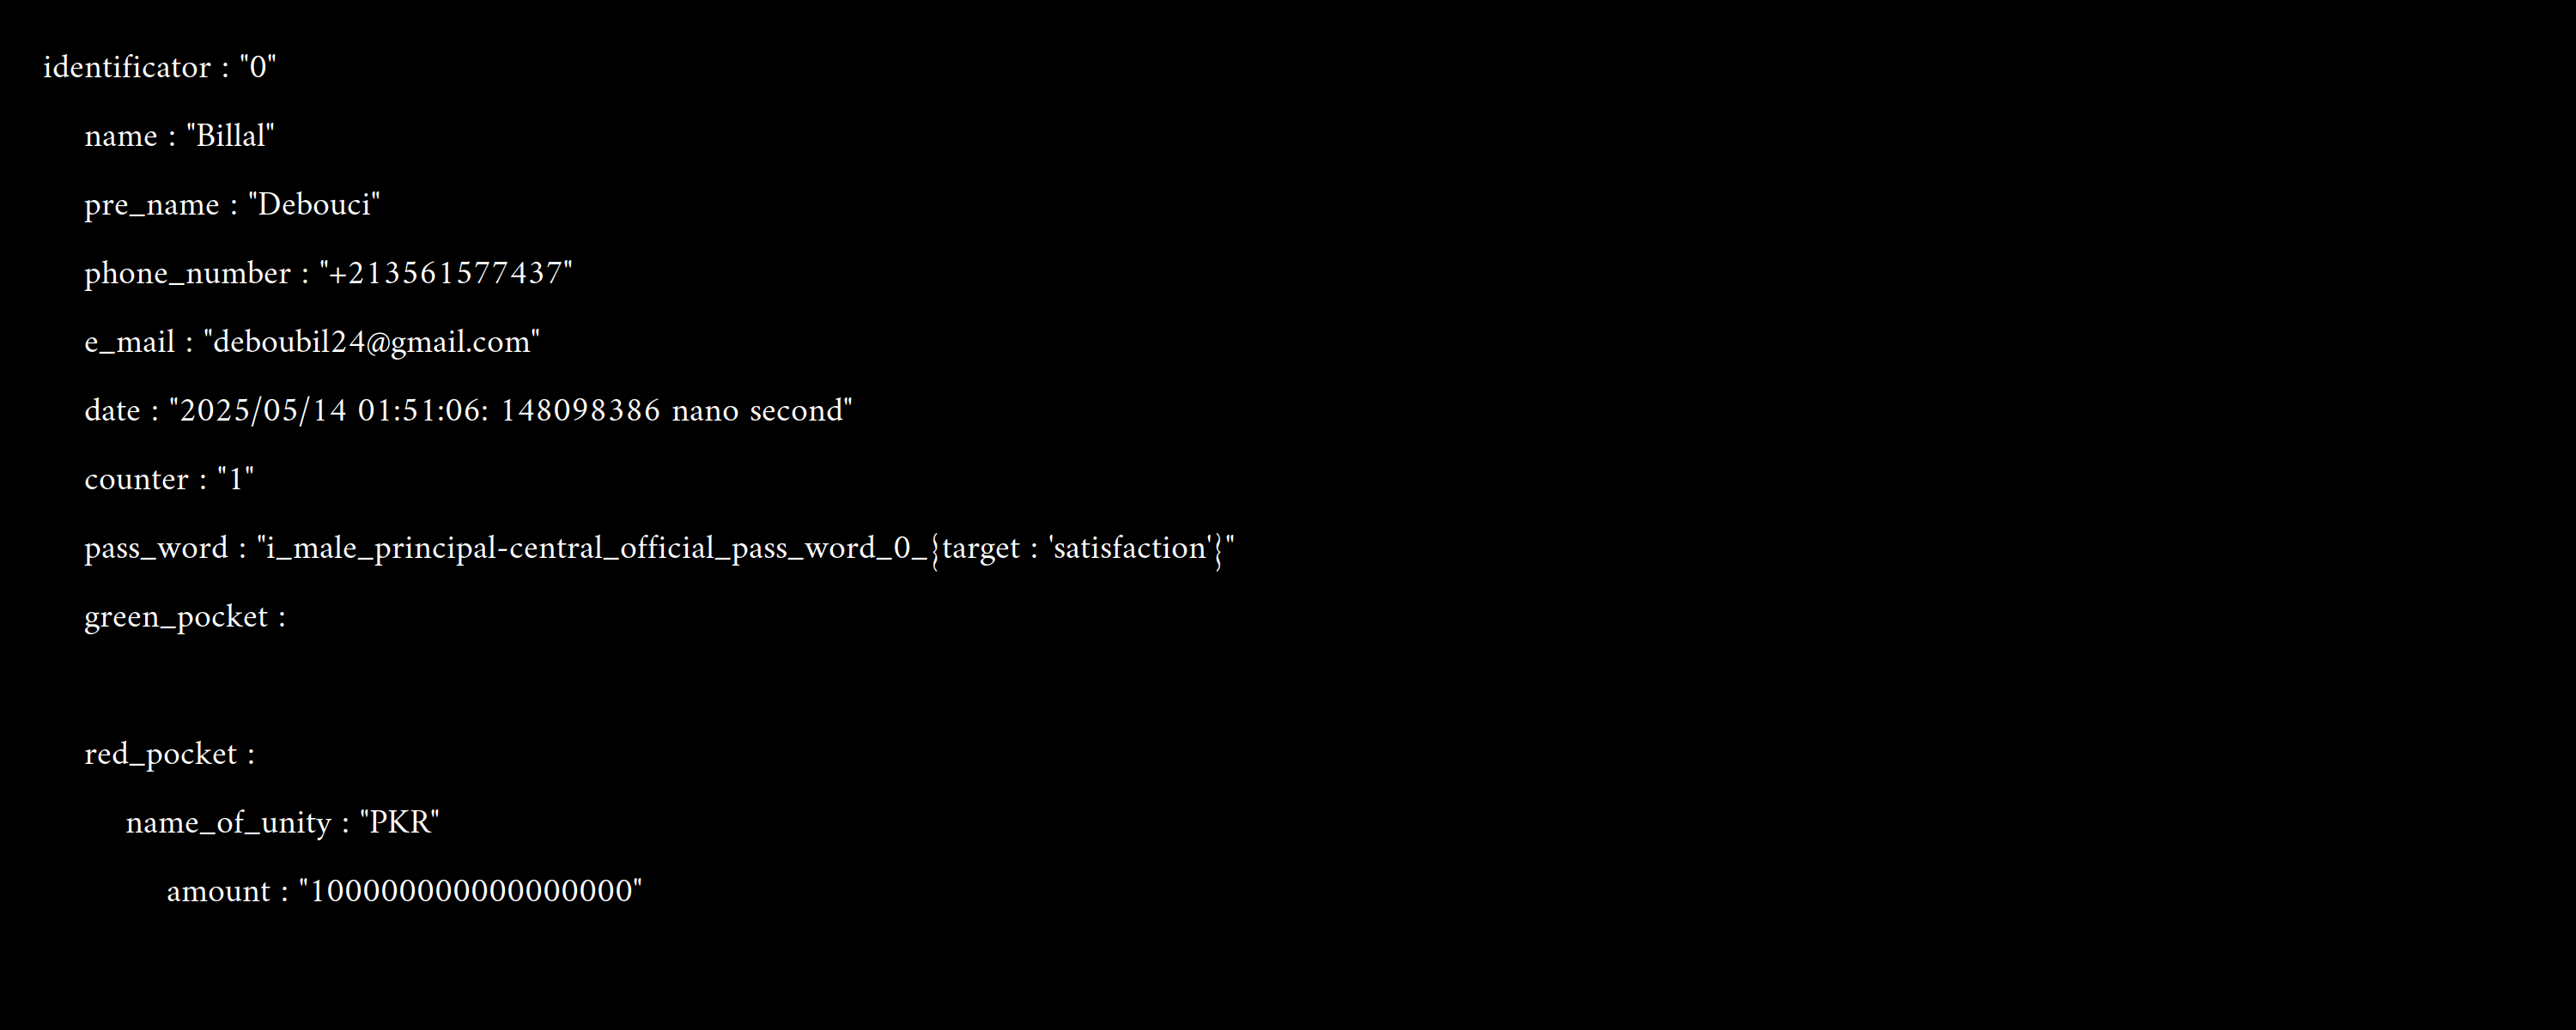 identificator : "0"
name : "Billal"
pre_name : "Debouci"
phone_number : "+213561577437"
e_mail : "deboubil24@gmail.com"
date : "2025/05/14 01:51:06: 148098386 nano second"
counter : "1"
pass_word : "i_male_principal-central_official_pass_word_0_{target : 'satisfaction'}"
green_pocket :
red_pocket :
name_of_unity : "PKR"
amount : "100000000000000000"